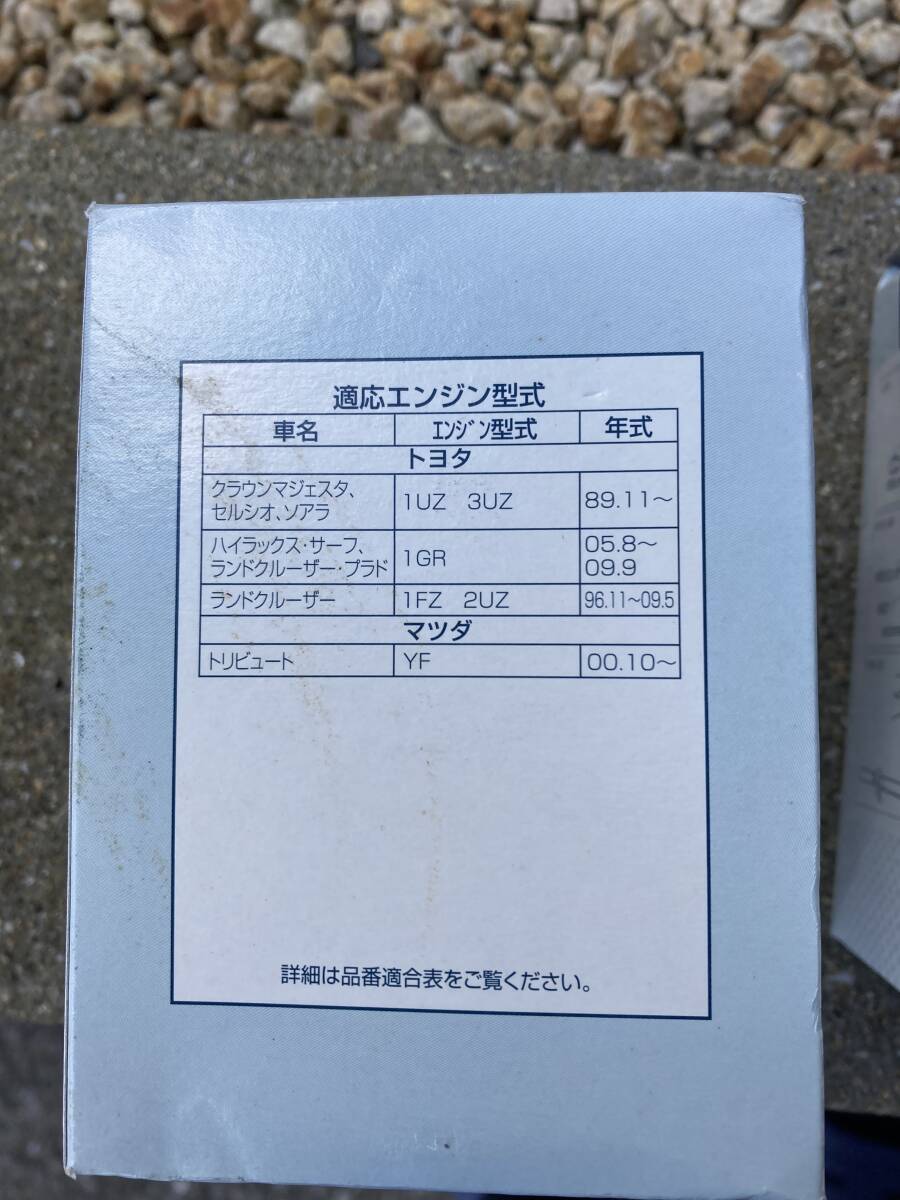 適応エンジン型式
車名 ｴﾝｼﾞﾝ型式 年式
トヨタ
クラウンマジェスタ、
セルシオ、ソアラ 1UZ 3UZ 89.11〜
ハイラックス・サーフ、
ランドクルーザー・プラド 1GR 05.8〜
09.9
ランドクルーザー 1FZ 2UZ 96.11〜09.5
マツダ
トリビュート YF 00.10〜
詳細は品番適合表をご覧ください。